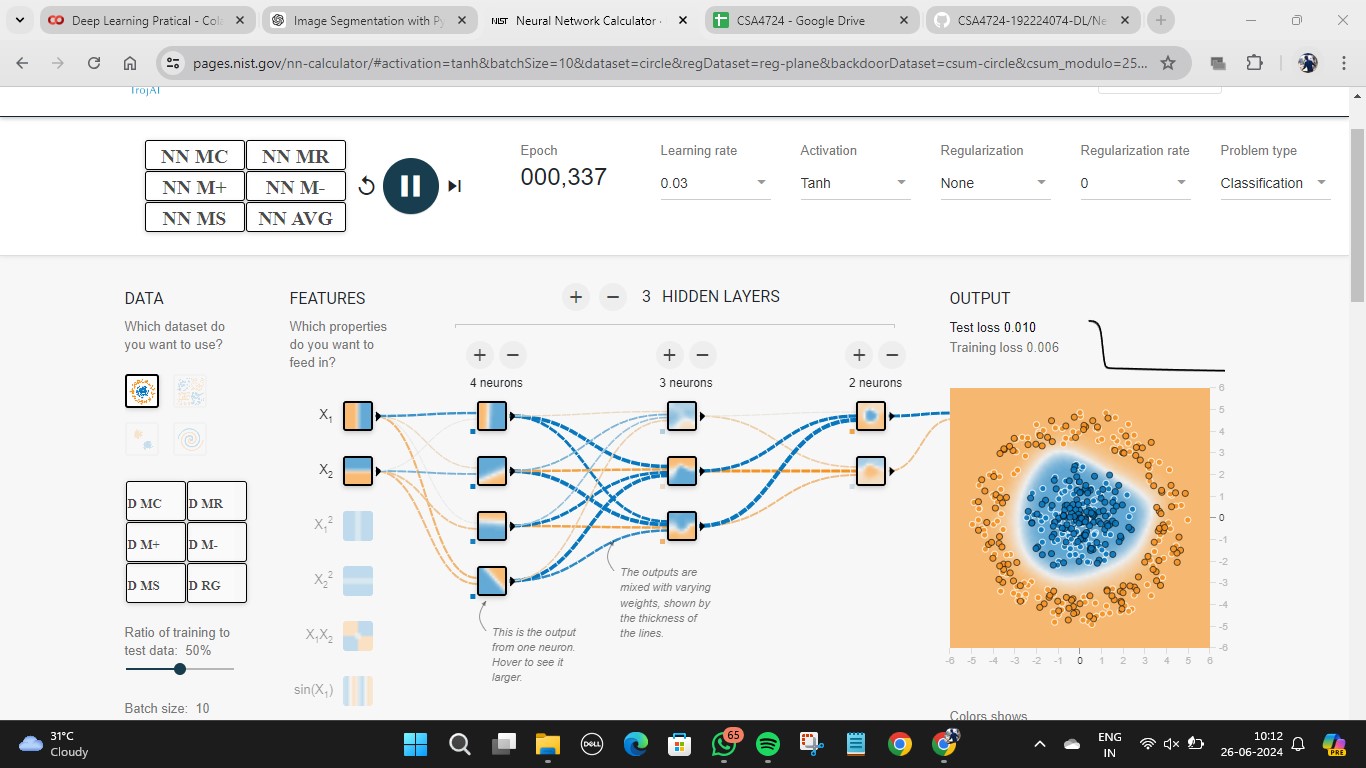 Deep Learning Pratical - Col
Image Segmentation with Py
NIST Neural Network Calculator
CSA4724 - Google Drive
CSA4724-192224074-DL/Ne
pages.nist.gov/nn-calculator/#activation=tanh&batchSize=10&dataset=circle&regDataset=reg-plane&backdoorDataset=csum-circle&csum_modulo=25...
TrojAI
NN MC NN MR
NN M+ NN M-
NN MS NN AVG
Epoch
000,337
Learning rate
0.03
Activation
Tanh
Regularization
None
Regularization rate
0
Problem type
Classification
DATA
Which dataset do
you want to use?
D MC D MR
D M+ D M-
D MS D RG
Ratio of training to
test data: 50%
Batch size: 10
FEATURES
Which properties
do you want to
feed in?
X₁
X₂
X₁²
X₂²
X₁X₂
sin(X₁)
+ − 3 HIDDEN LAYERS
+ −
4 neurons
+ −
3 neurons
+ −
2 neurons
This is the output
from one neuron.
Hover to see it
larger.
The outputs are
mixed with varying
weights, shown by
the thickness of
the lines.
OUTPUT
Test loss 0.010
Training loss 0.006
6
5
4
3
2
1
0
-1
-2
-3
-4
-5
-6
-6 -5 -4 -3 -2 -1 0 1 2 3 4 5 6
Colors shows
31°C
Cloudy
DELL
65
PRE
ENG
IN
10:12
26-06-2024